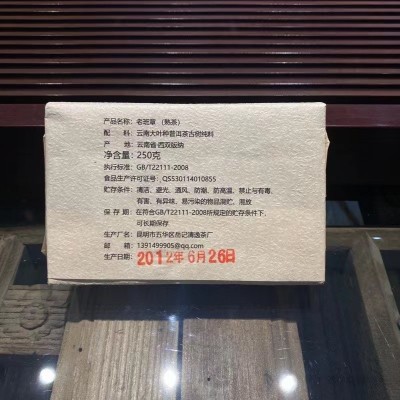 产品名称：老班章 （熟茶）
配 料：云南大叶种普洱茶古树纯料
产 地：云南省·西双版纳
净含量：250克
执行标准：GB/T22111-2008
食品生产许可证号：QS530114010855
贮存条件：清洁、避光、通风、防潮、防高温、禁止与有毒、
有害、有异味、易污染的物品混贮、混放
保 存 期：在符合GB/T22111-2008所规定的贮存条件下，
可长期保存
生产厂名：昆明市五华区岳记清逸茶厂
邮 箱：1391499905@qq.com
生产日期：2012年6月26日